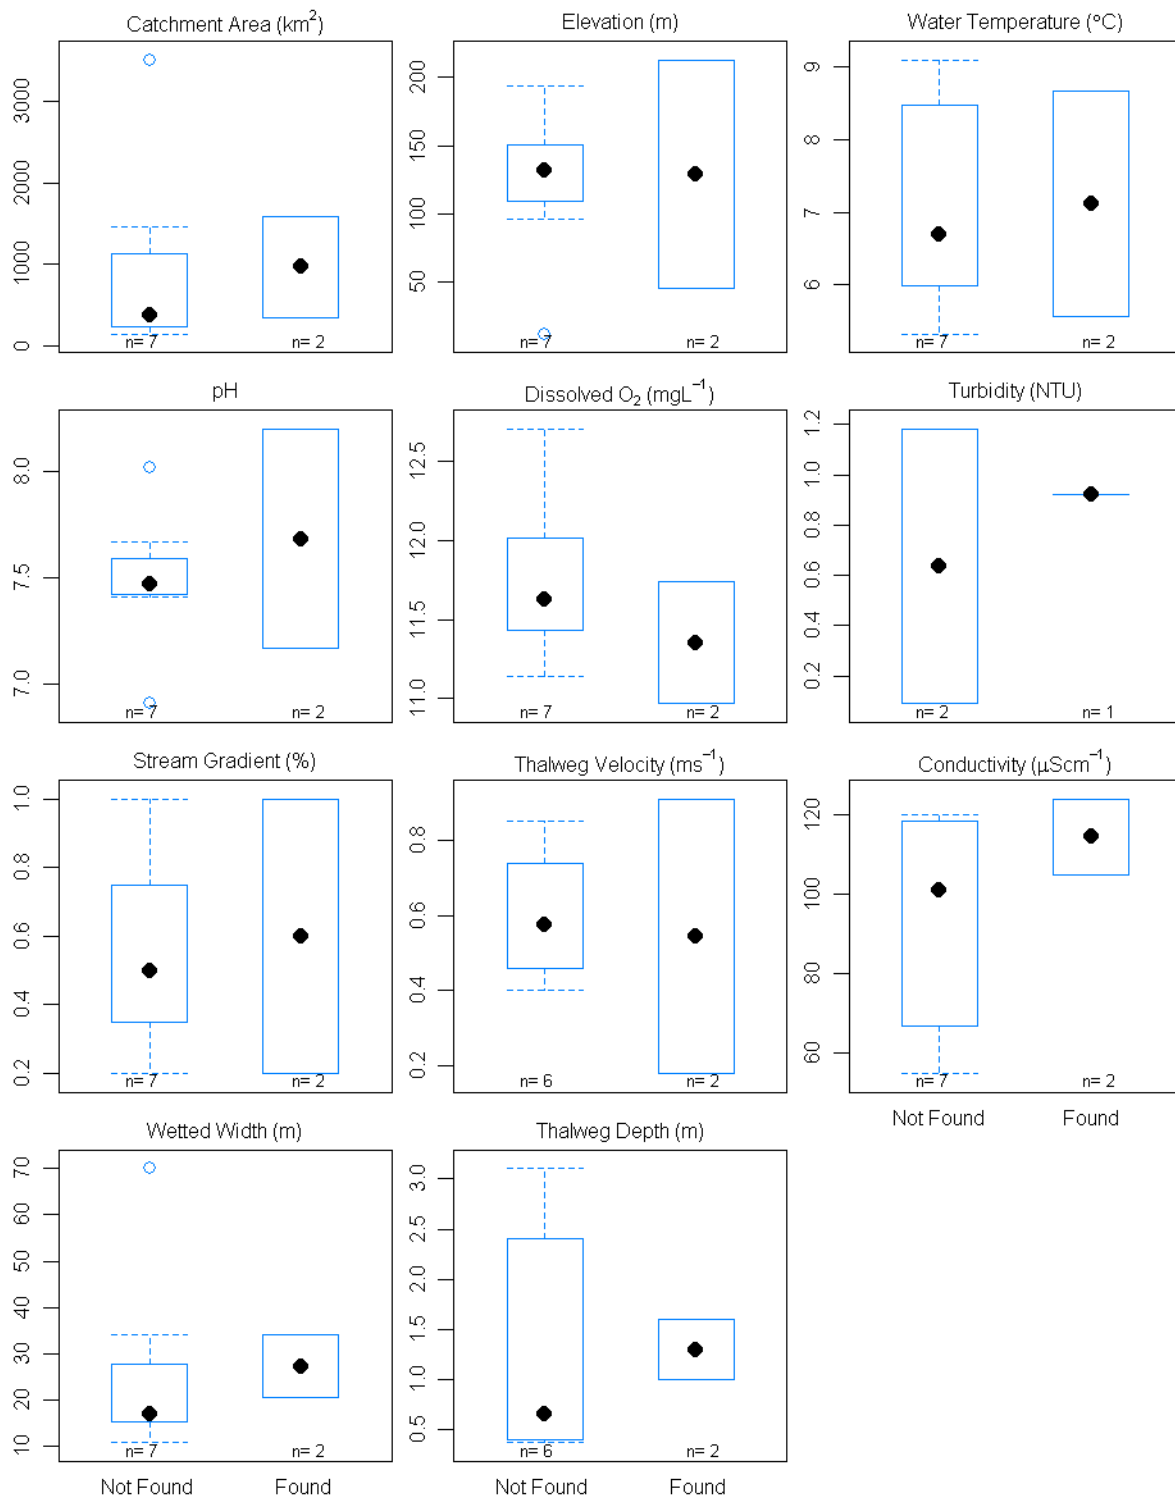 Catchment Area (km²)
Elevation (m)
Water Temperature (°C)
0 1000 2000 3000
n= 7
n= 2
50 100 150 200
n= 7
n= 2
6 7 8 9
n= 7
n= 2
pH
Dissolved O₂ (mgL⁻¹)
Turbidity (NTU)
7.0 7.5 8.0
n= 7
n= 2
11.0 11.5 12.0 12.5
n= 7
n= 2
0.2 0.4 0.6 0.8 1.0 1.2
n= 2
n= 1
Stream Gradient (%)
Thalweg Velocity (ms⁻¹)
Conductivity (μScm⁻¹)
0.2 0.4 0.6 0.8 1.0
n= 7
n= 2
0.2 0.4 0.6 0.8
n= 6
n= 2
60 80 100 120
n= 7
n= 2
Not Found
Found
Wetted Width (m)
Thalweg Depth (m)
10 20 30 40 50 60 70
n= 7
n= 2
0.5 1.0 1.5 2.0 2.5 3.0
n= 6
n= 2
Not Found
Found
Not Found
Found